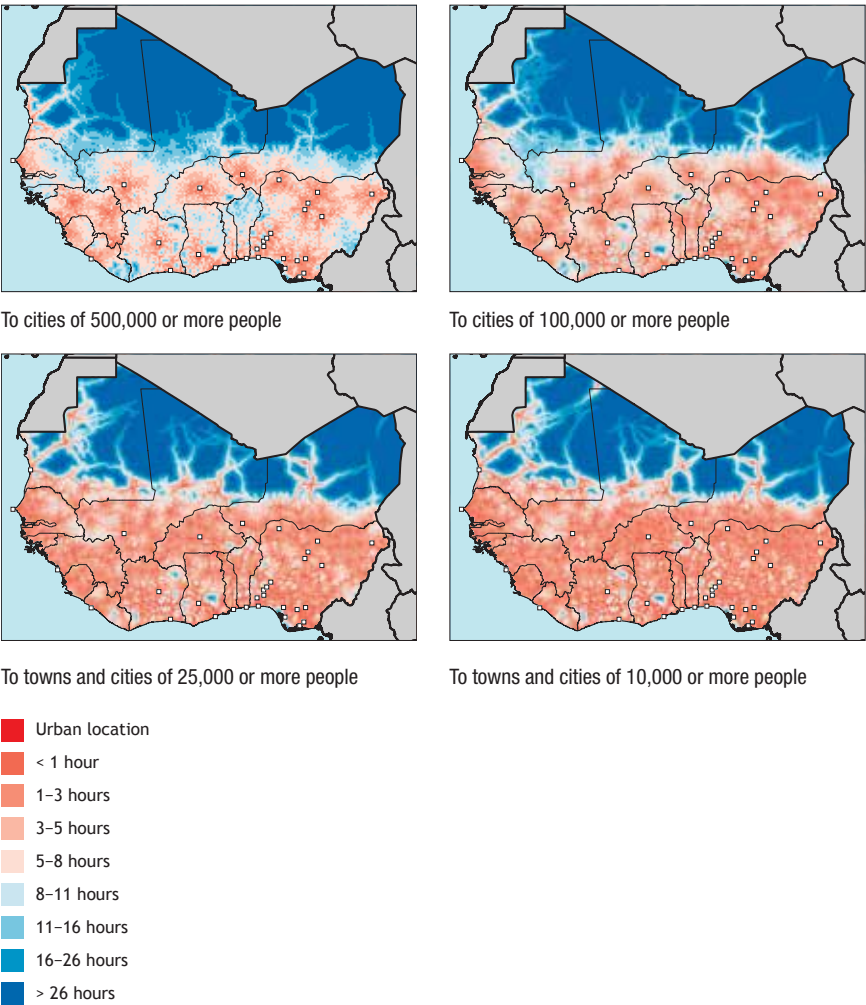 To cities of 500,000 or more people
To cities of 100,000 or more people
To towns and cities of 25,000 or more people
To towns and cities of 10,000 or more people
Urban location
< 1 hour
1–3 hours
3–5 hours
5–8 hours
8–11 hours
11–16 hours
16–26 hours
> 26 hours